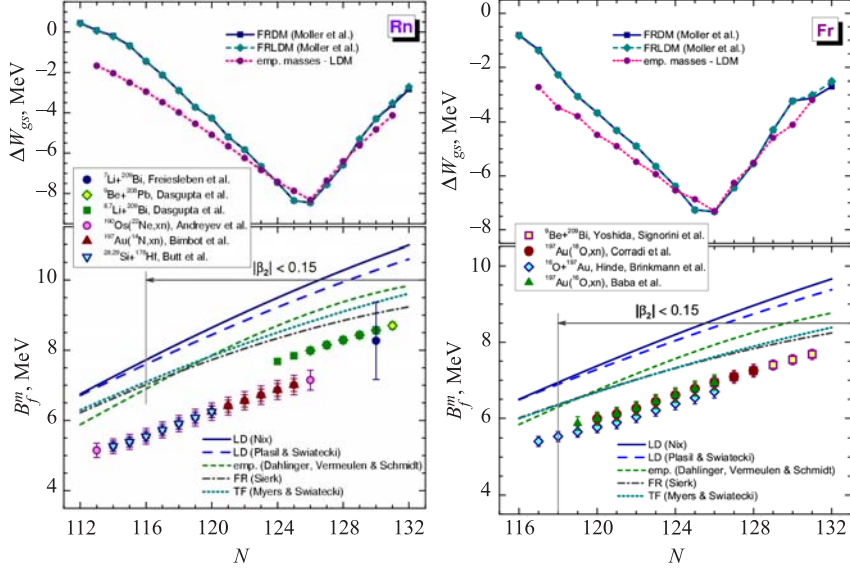 Rn
FRDM (Moller et al.)
FRLDM (Moller et al.)
emp. masses - LDM
ΔW_gs, MeV
0
−2
−4
−6
−8
⁷Li+²⁰⁹Bi, Freiesleben et al.
⁹Be+²⁰⁸Pb, Dasgupta et al.
⁶,⁷Li+²⁰⁹Bi, Dasgupta et al.
¹⁹⁰Os(²²Ne,xn), Andreyev et al.
¹⁹⁷Au(¹⁴N,xn), Bimbot et al.
²⁸,²⁹Si+¹⁷⁸Hf, Butt et al.
|β₂| < 0.15
B_f^m, MeV
10
8
6
4
LD (Nix)
LD (Plasil & Swiatecki)
emp. (Dahlinger, Vermeulen & Schmidt)
FR (Sierk)
TF (Myers & Swiatecki)
112 116 120 124 128 132
N
Fr
FRDM (Moller et al.)
FRLDM (Moller et al.)
emp. masses - LDM
ΔW_gs, MeV
0
−2
−4
−6
−8
⁹Be+²⁰⁹Bi, Yoshida, Signorini et al.
¹⁹⁷Au(¹⁸O,xn), Corradi et al.
¹⁶O+¹⁹⁷Au, Hinde, Brinkmann et al.
¹⁹⁷Au(¹⁶O,xn), Baba et al.
|β₂| < 0.15
B_f^m, MeV
10
8
6
4
LD (Nix)
LD (Plasil & Swiatecki)
emp. (Dahlinger, Vermeulen & Schmidt)
FR (Sierk)
TF (Myers & Swiatecki)
116 120 124 128 132
N